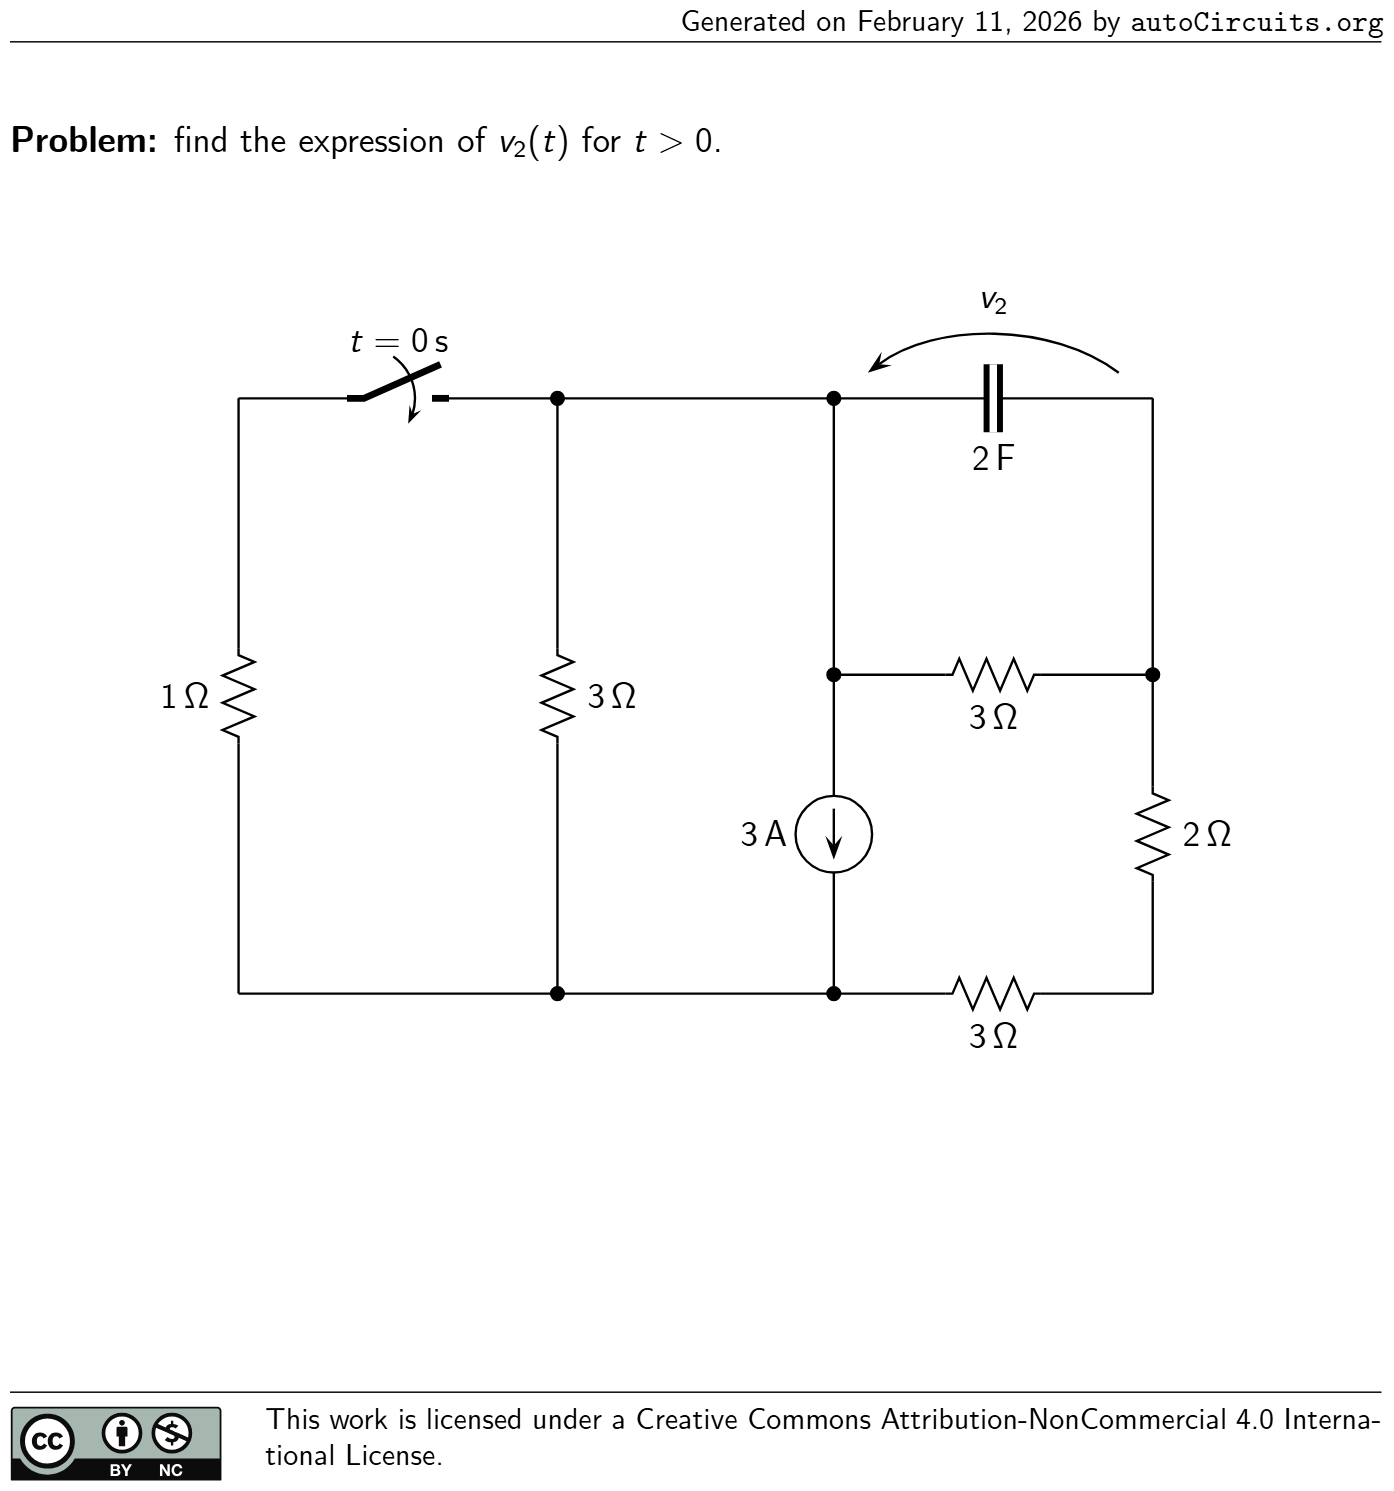 Generated on February 11, 2026 by autoCircuits.org
Problem: find the expression of v₂(t) for t > 0.
v₂
t = 0 s
2 F
1 Ω
3 Ω
3 Ω
3 A
2 Ω
3 Ω
This work is licensed under a Creative Commons Attribution-NonCommercial 4.0 Interna-
tional License.
cc
BY NC